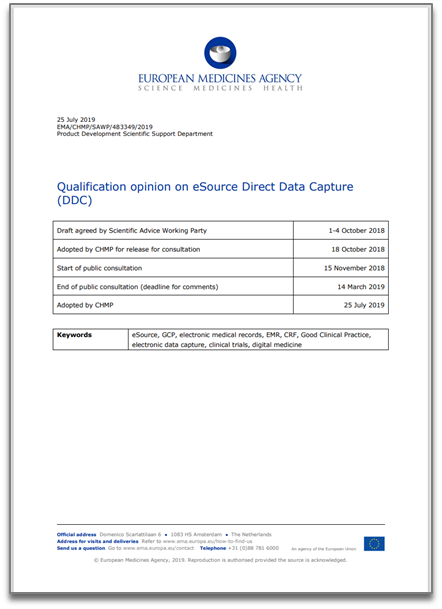 EUROPEAN MEDICINES AGENCY
SCIENCE MEDICINES HEALTH
25 July 2019
EMA/CHMP/SAWP/483349/2019
Product Development Scientific Support Department
Qualification opinion on eSource Direct Data Capture
(DDC)
Draft agreed by Scientific Advice Working Party 1-4 October 2018
Adopted by CHMP for release for consultation 18 October 2018
Start of public consultation 15 November 2018
End of public consultation (deadline for comments) 14 March 2019
Adopted by CHMP 25 July 2019
Keywords eSource, GCP, electronic medical records, EMR, CRF, Good Clinical Practice,
electronic data capture, clinical trials, digital medicine
Official address Domenico Scarlattilaan 6 • 1083 HS Amsterdam • The Netherlands
Address for visits and deliveries Refer to www.ema.europa.eu/how-to-find-us
Send us a question Go to www.ema.europa.eu/contact Telephone +31 (0)88 781 6000
An agency of the European Union
© European Medicines Agency, 2019. Reproduction is authorised provided the source is acknowledged.